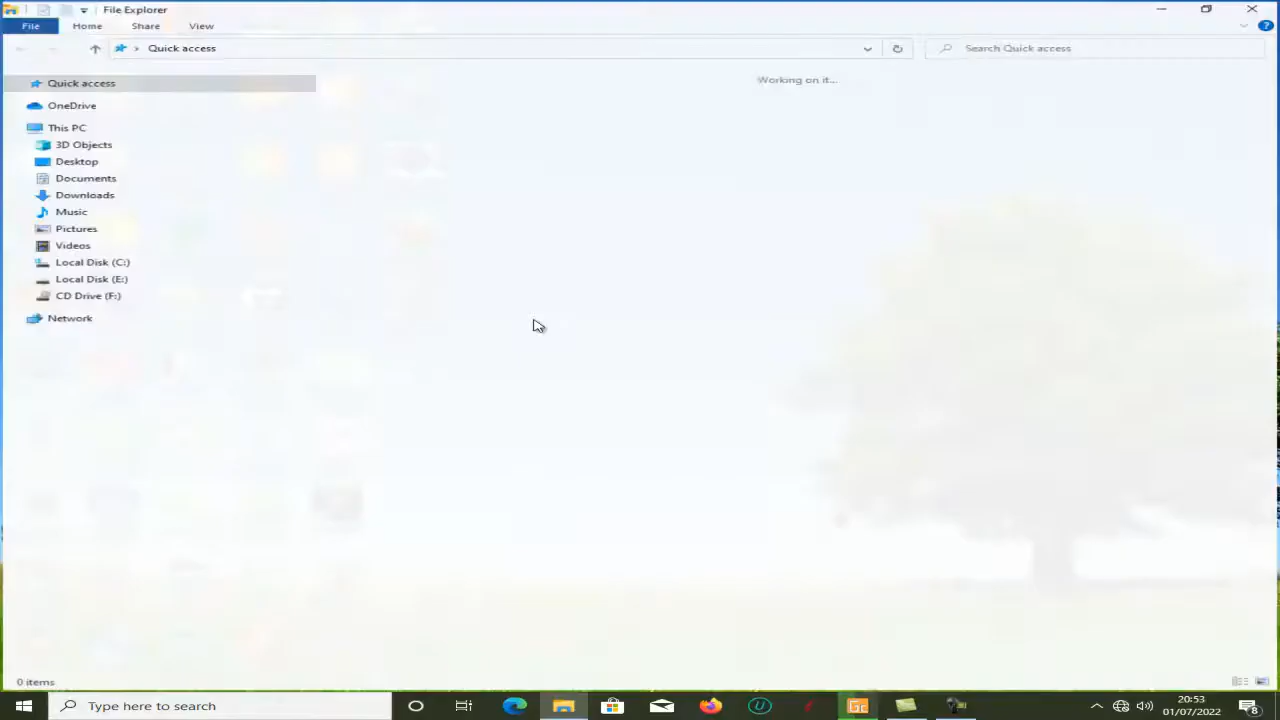 File Explorer
File Home Share View
Quick access Search Quick access
Working on it...
Quick access
OneDrive
This PC
3D Objects
Desktop
Documents
Downloads
Music
Pictures
Videos
Local Disk (C:)
Local Disk (E:)
CD Drive (F:)
Network
0 items
Type here to search
20:53
01/07/2022
8